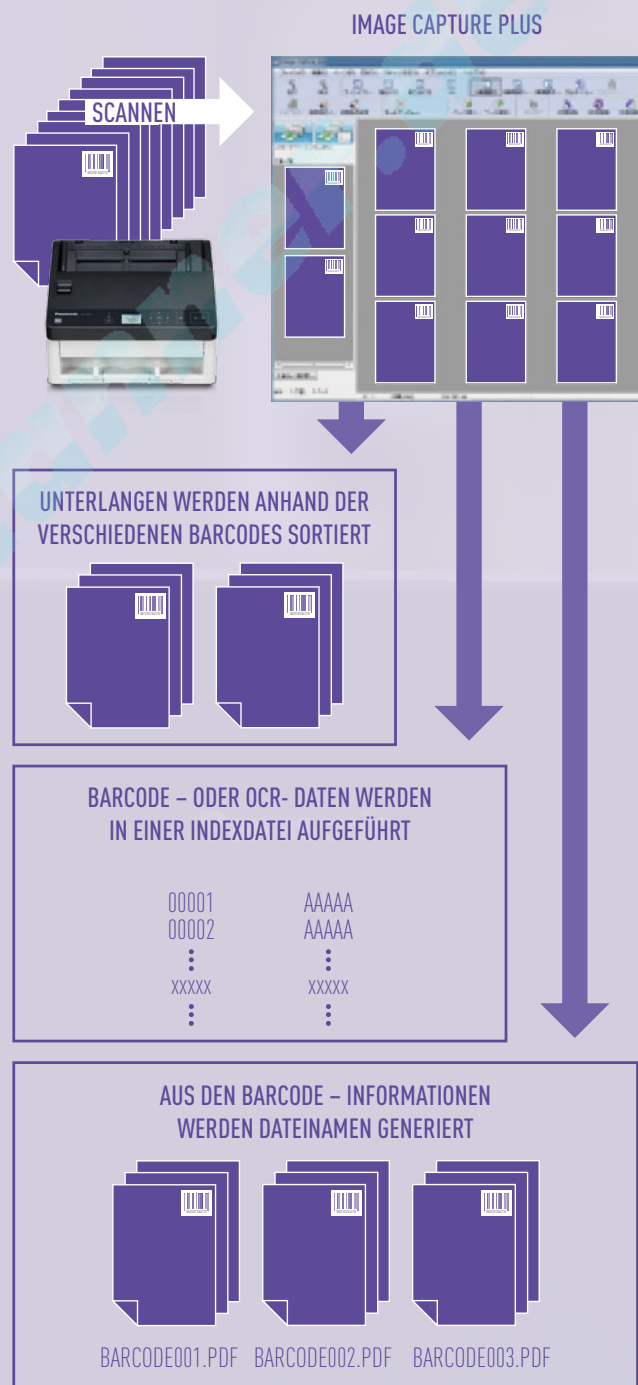 IMAGE CAPTURE PLUS
SCANNEN
Panasonic
UNTERLANGEN WERDEN ANHAND DER
VERSCHIEDENEN BARCODES SORTIERT
BARCODE – ODER OCR- DATEN WERDEN
IN EINER INDEXDATEI AUFGEFÜHRT
00001 AAAAA
00002 AAAAA
XXXXX XXXXX
AUS DEN BARCODE – INFORMATIONEN
WERDEN DATEINAMEN GENERIERT
BARCODE001.PDF BARCODE002.PDF BARCODE003.PDF